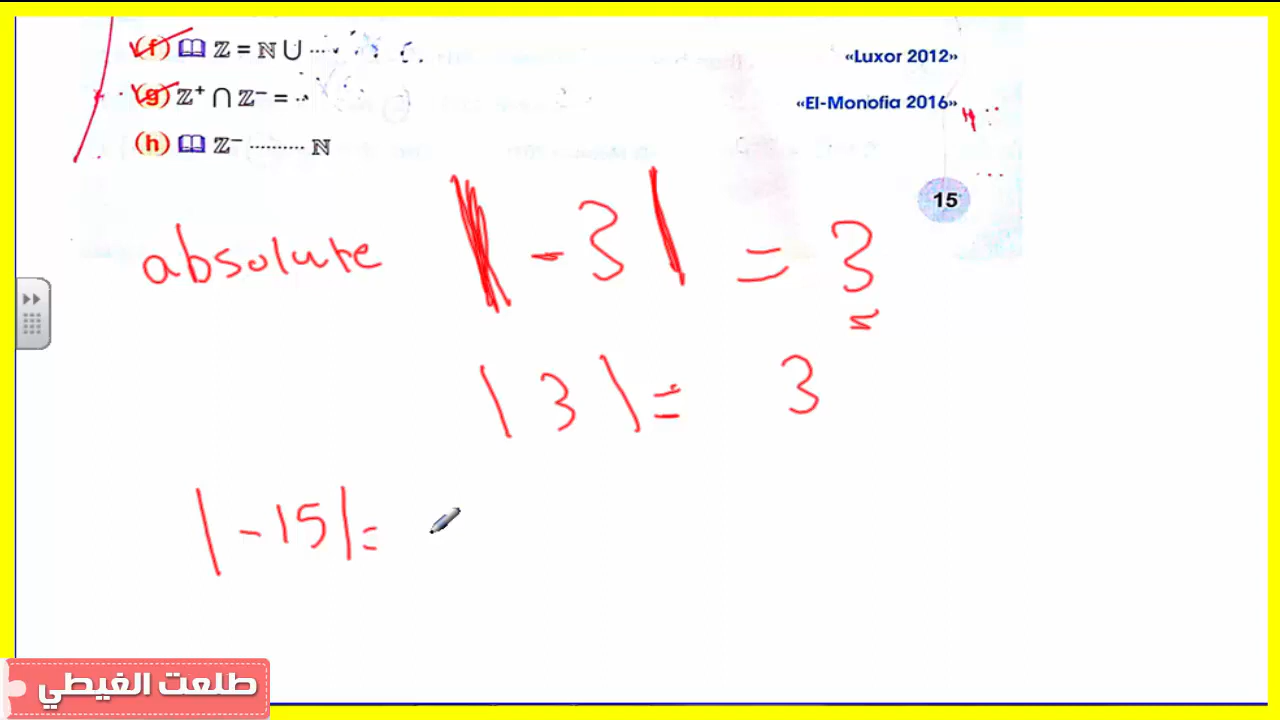 (f) ℤ = ℕ ∪ ... «Luxor 2012»
(g) ℤ⁺ ∩ ℤ⁻ = ... «El-Monofia 2016»
(h) ℤ⁻ .......... ℕ
15
absolute |-3| = 3
|3| = 3
|-15| =
طلعت الغيطي